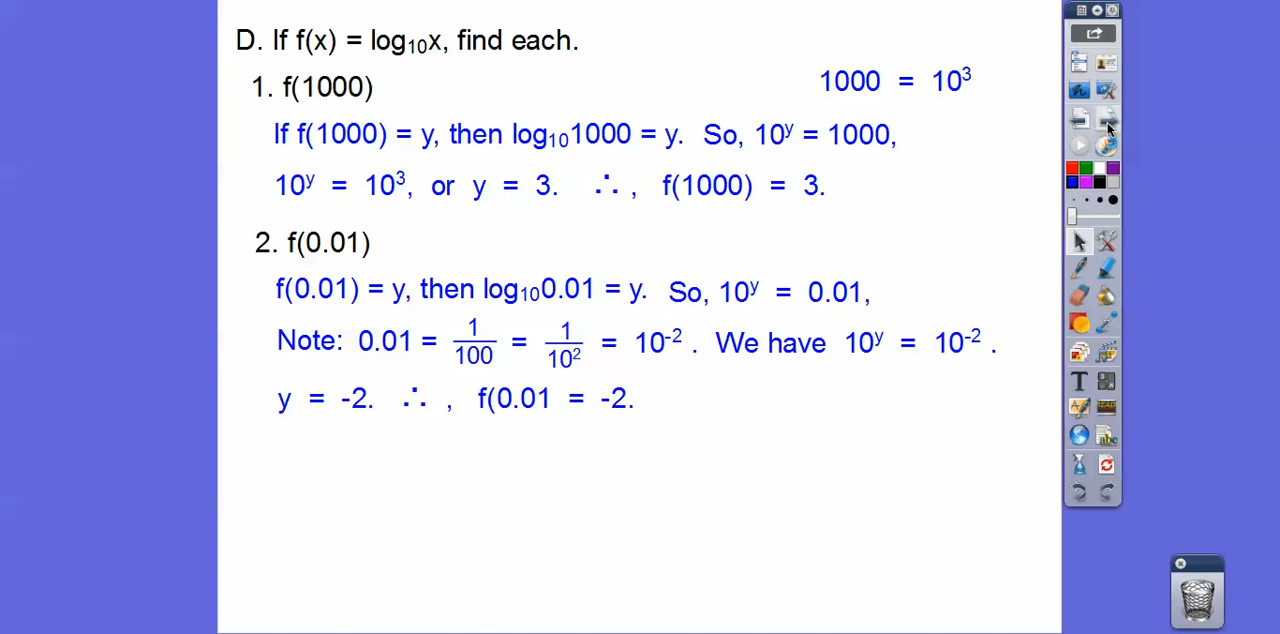 D. If f(x) = log₁₀x, find each.
1. f(1000)
1000 = 10³
If f(1000) = y, then log₁₀1000 = y. So, 10ʸ = 1000,
10ʸ = 10³, or y = 3. ∴ , f(1000) = 3.
2. f(0.01)
f(0.01) = y, then log₁₀0.01 = y. So, 10ʸ = 0.01,
Note: 0.01 = 1/100 = 1/10² = 10⁻² . We have 10ʸ = 10⁻² .
y = -2. ∴ , f(0.01 = -2.